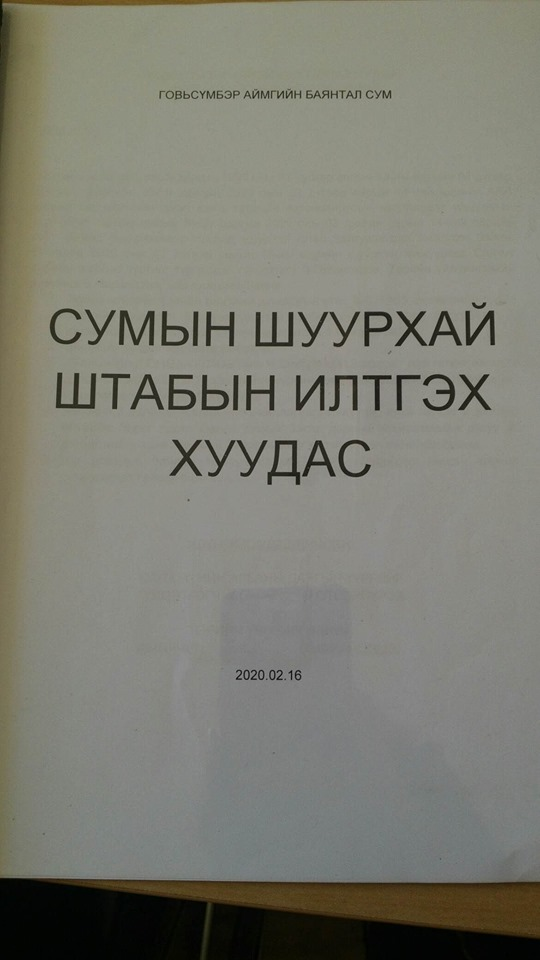 ГОВЬСҮМБЭР АЙМГИЙН БАЯНТАЛ СУМ
СУМЫН ШУУРХАЙ
ШТАБЫН ИЛТГЭХ
ХУУДАС
2020.02.16